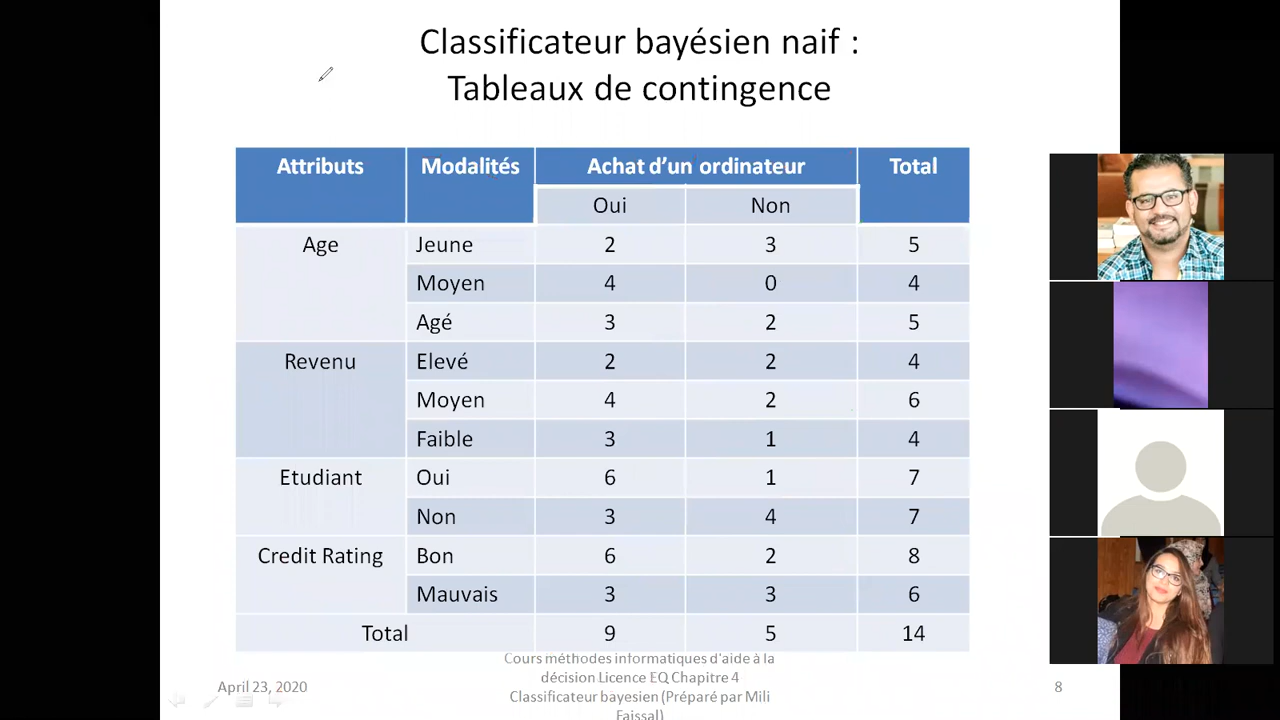 Classificateur bayésien naif :
Tableaux de contingence
Attributs Modalités Achat d'un ordinateur Total
Oui Non
Age Jeune 2 3 5
Moyen 4 0 4
Agé 3 2 5
Revenu Elevé 2 2 4
Moyen 4 2 6
Faible 3 1 4
Etudiant Oui 6 1 7
Non 3 4 7
Credit Rating Bon 6 2 8
Mauvais 3 3 6
Total 9 5 14
Cours méthodes informatiques d'aide à la
décision Licence EQ Chapitre 4
Classificateur bayesien (Préparé par Mili
Faissal)
April 23, 2020
8